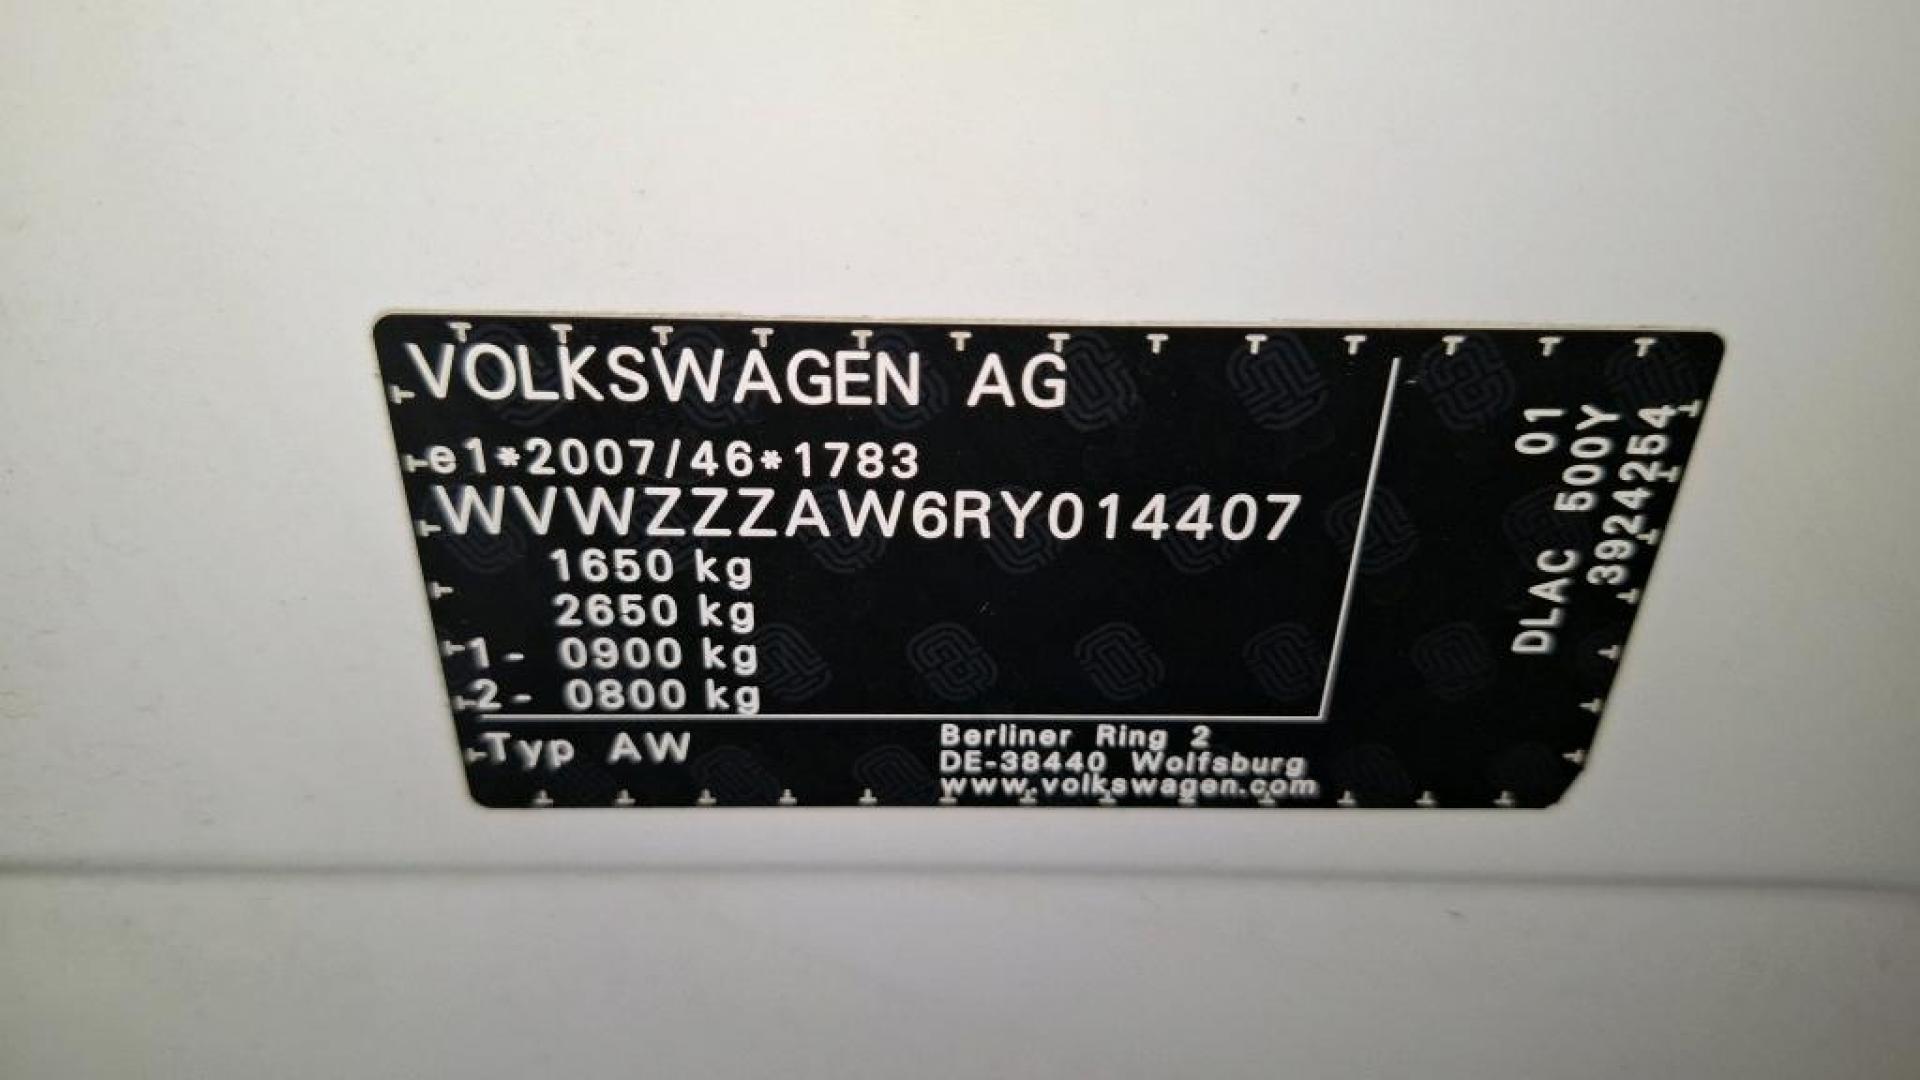 VOLKSWAGEN AG
e1*2007/46*1783
WVWZZZAW6RY014407
1650 kg
2650 kg
1- 0900 kg
2- 0800 kg
Typ AW
Berliner Ring 2
DE-38440 Wolfsburg
www.volkswagen.com
01
DLAC 500Y
3924254